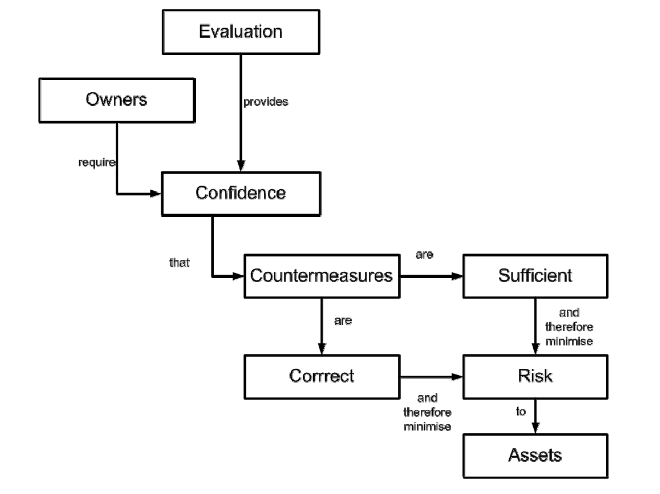 Evaluation
Owners
provides
require
Confidence
that
are
Countermeasures
Sufficient
are
and
therefore
minimise
Corrrect
Risk
and
therefore
minimise
to
Assets